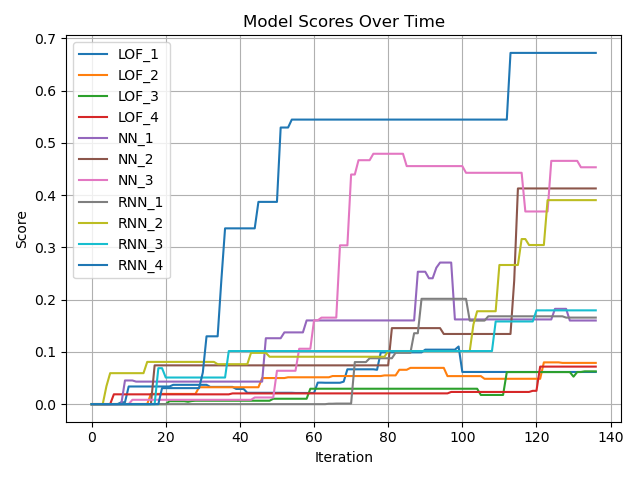 Model Scores Over Time
LOF_1
LOF_2
LOF_3
LOF_4
NN_1
NN_2
NN_3
RNN_1
RNN_2
RNN_3
RNN_4
Score
0.7
0.6
0.5
0.4
0.3
0.2
0.1
0.0
0 20 40 60 80 100 120 140
Iteration